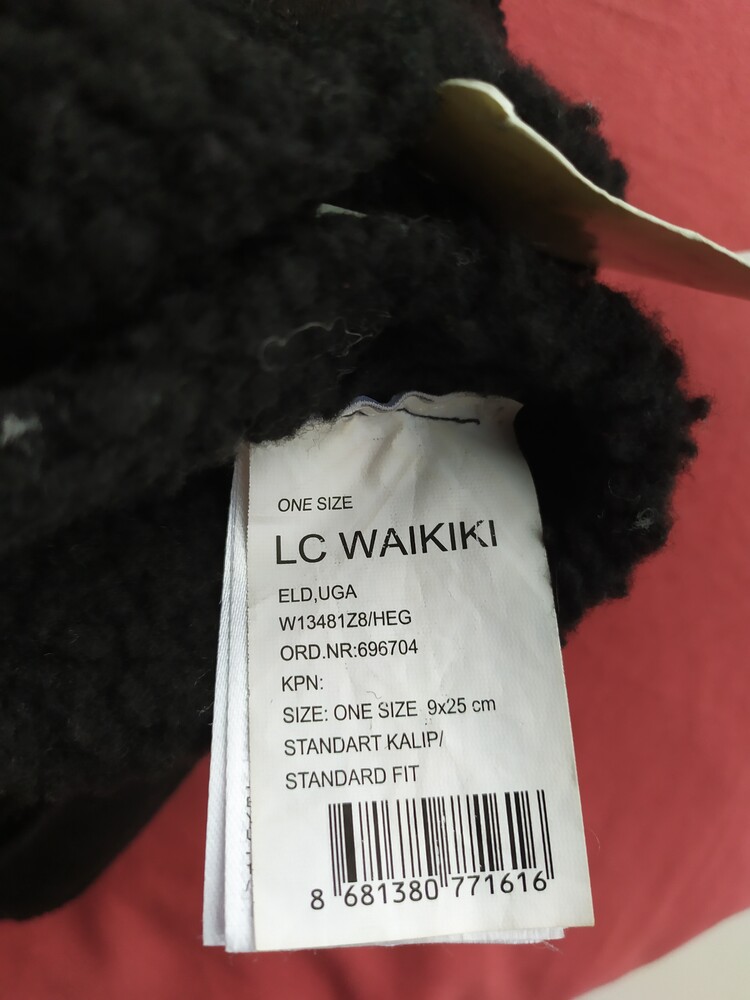 ONE SIZE
LC WAIKIKI
ELD,UGA
W13481Z8/HEG
ORD.NR:696704
KPN:
SIZE: ONE SIZE 9x25 cm
STANDART KALIP/
STANDARD FIT
8 681380 771616